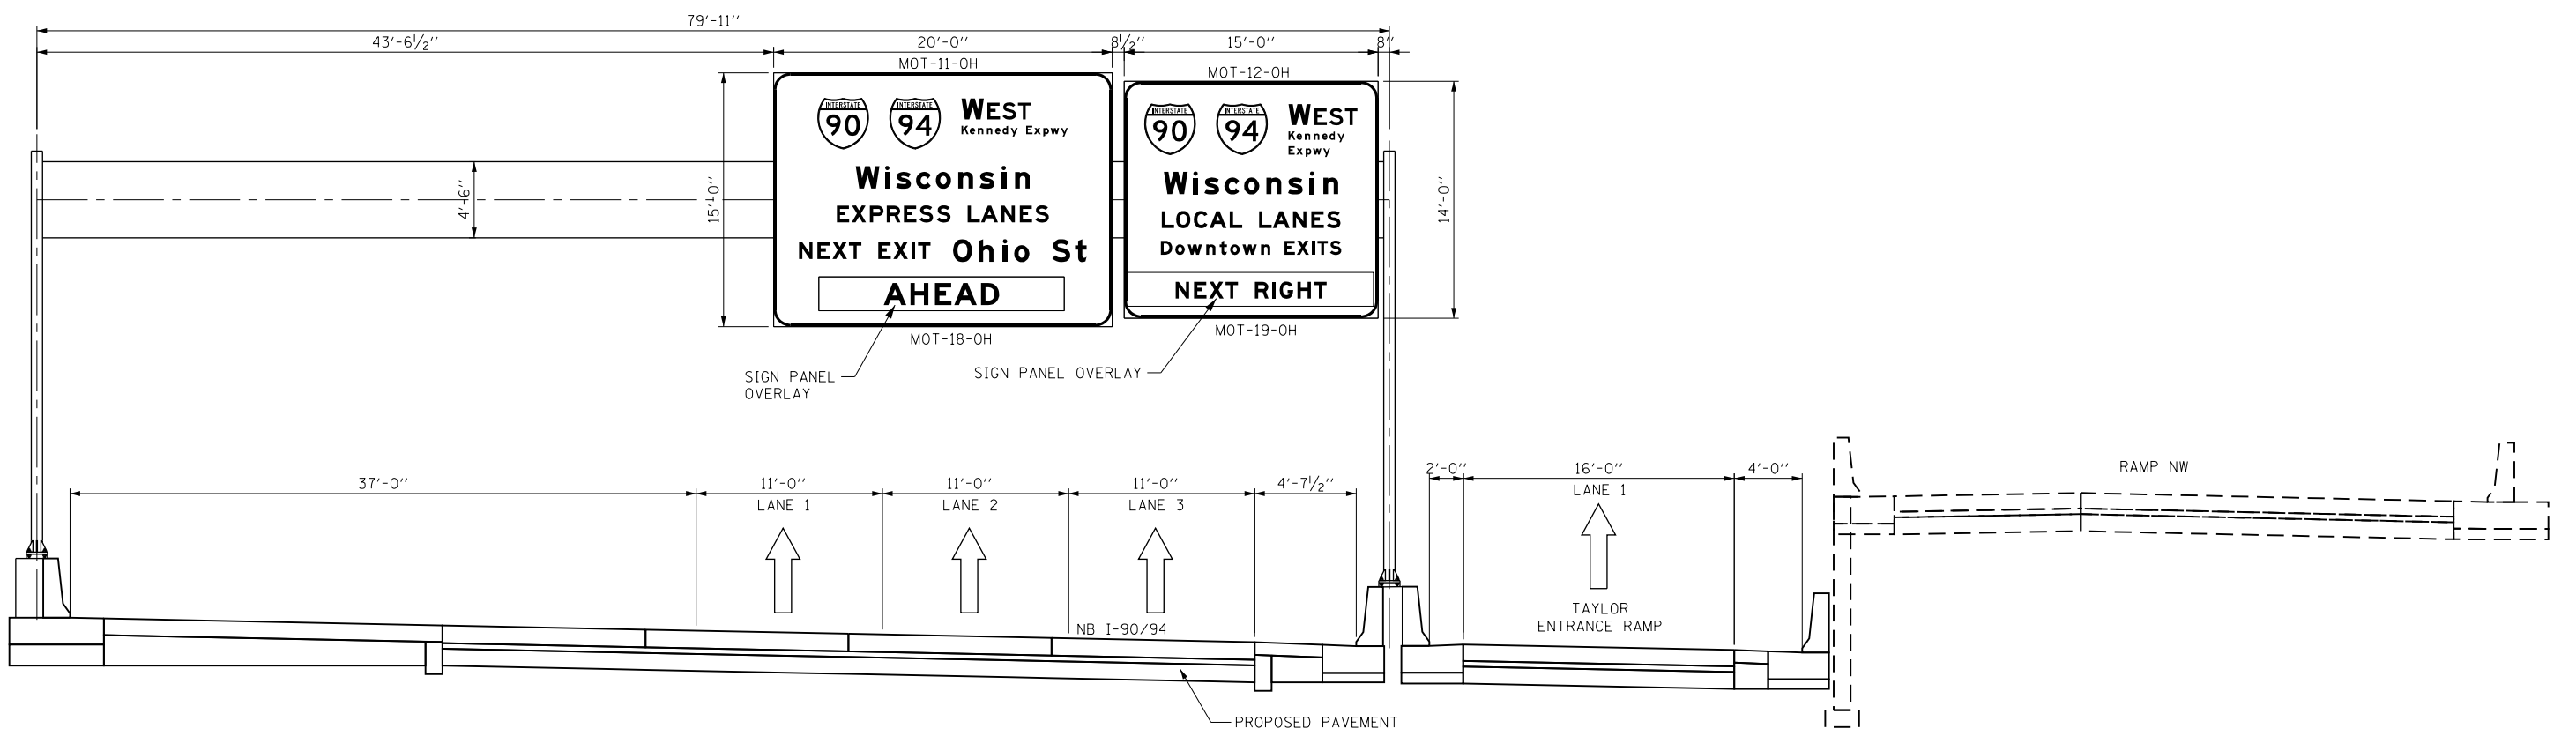 79'-11"
43'-6½"
20'-0"
8½"
15'-0"
8"
MOT-11-OH
MOT-12-OH
INTERSTATE
90
INTERSTATE
94
WEST
Kennedy Expwy
Wisconsin
EXPRESS LANES
NEXT EXIT Ohio St
AHEAD
INTERSTATE
90
INTERSTATE
94
WEST
Kennedy
Expwy
Wisconsin
LOCAL LANES
Downtown EXITS
NEXT RIGHT
4'-6"
15'-0"
14'-0"
MOT-18-OH
MOT-19-OH
SIGN PANEL
OVERLAY
SIGN PANEL OVERLAY
37'-0"
11'-0"
LANE 1
11'-0"
LANE 2
11'-0"
LANE 3
4'-7½"
2'-0"
16'-0"
LANE 1
4'-0"
RAMP NW
TAYLOR
ENTRANCE RAMP
NB I-90/94
PROPOSED PAVEMENT